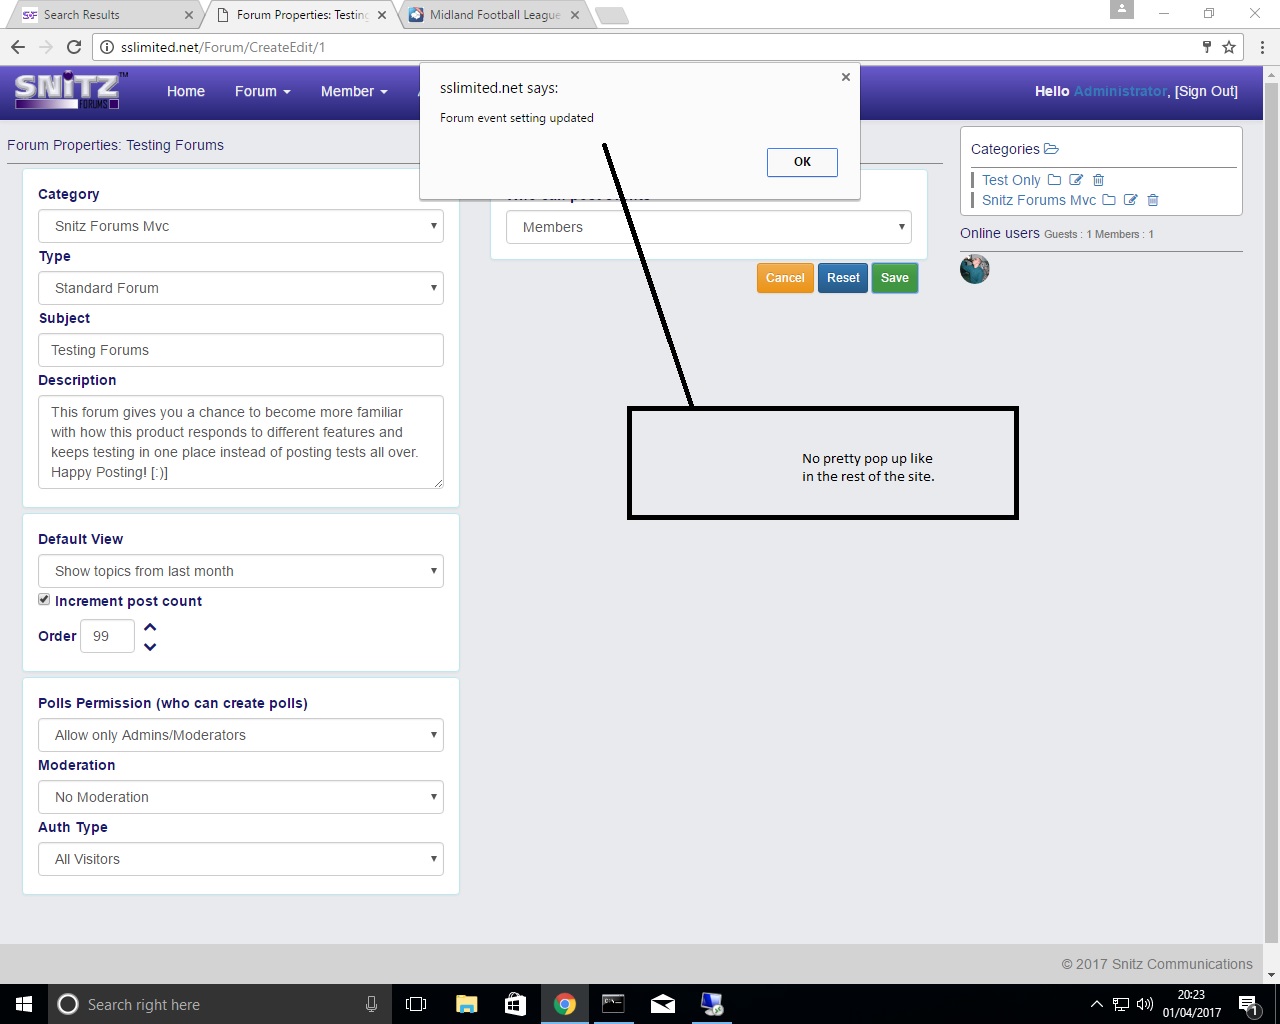 Search Results
Forum Properties: Testing
Midland Football League
sslimited.net/Forum/CreateEdit/1
SNITZ™
FORUMS
Home
Forum
Member
Hello Administrator, [Sign Out]
sslimited.net says:
Forum event setting updated
OK
Forum Properties: Testing Forums
Category
Snitz Forums Mvc
Type
Standard Forum
Subject
Testing Forums
Description
This forum gives you a chance to become more familiar
with how this product responds to different features and
keeps testing in one place instead of posting tests all over.
Happy Posting! [:)]
Default View
Show topics from last month
Increment post count
Order 99
Polls Permission (who can create polls)
Allow only Admins/Moderators
Moderation
No Moderation
Auth Type
All Visitors
Members
Cancel
Reset
Save
No pretty pop up like
in the rest of the site.
Categories
Test Only
Snitz Forums Mvc
Online users Guests : 1 Members : 1
© 2017 Snitz Communications
Search right here
20:23
01/04/2017
1